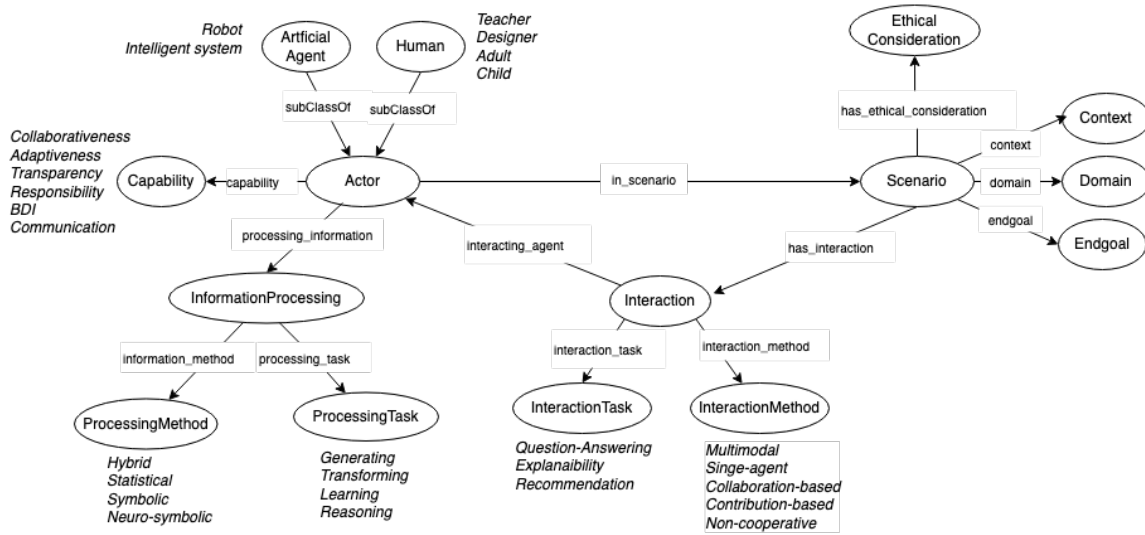 Robot
Intelligent system
Artficial
Agent
Human
Teacher
Designer
Adult
Child
Ethical
Consideration
subClassOf
subClassOf
has_ethical_consideration
Context
context
Collaborativeness
Adaptiveness
Transparency
Responsibility
BDI
Communication
Capability
capability
Actor
in_scenario
Scenario
domain
Domain
endgoal
Endgoal
processing_information
interacting_agent
has_interaction
InformationProcessing
Interaction
information_method
processing_task
interaction_task
interaction_method
ProcessingMethod
ProcessingTask
InteractionTask
InteractionMethod
Hybrid
Statistical
Symbolic
Neuro-symbolic
Generating
Transforming
Learning
Reasoning
Question-Answering
Explanaibility
Recommendation
Multimodal
Singe-agent
Collaboration-based
Contribution-based
Non-cooperative